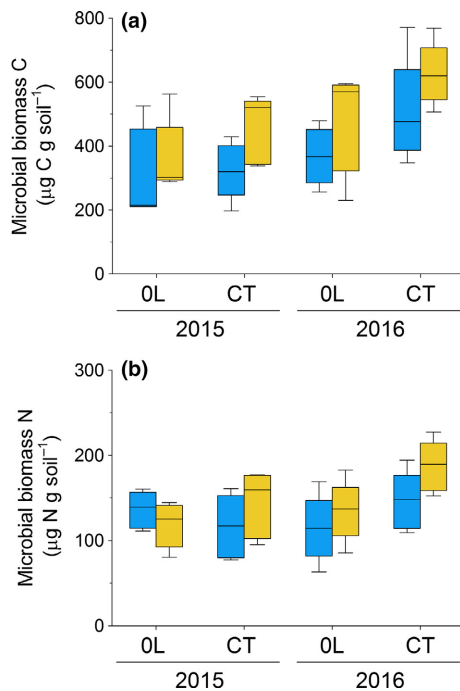 (a)
Microbial biomass C
(µg C g soil⁻¹)
800
600
400
200
0
0L CT 0L CT
2015 2016
(b)
Microbial biomass N
(µg N g soil⁻¹)
300
200
100
0
0L CT 0L CT
2015 2016